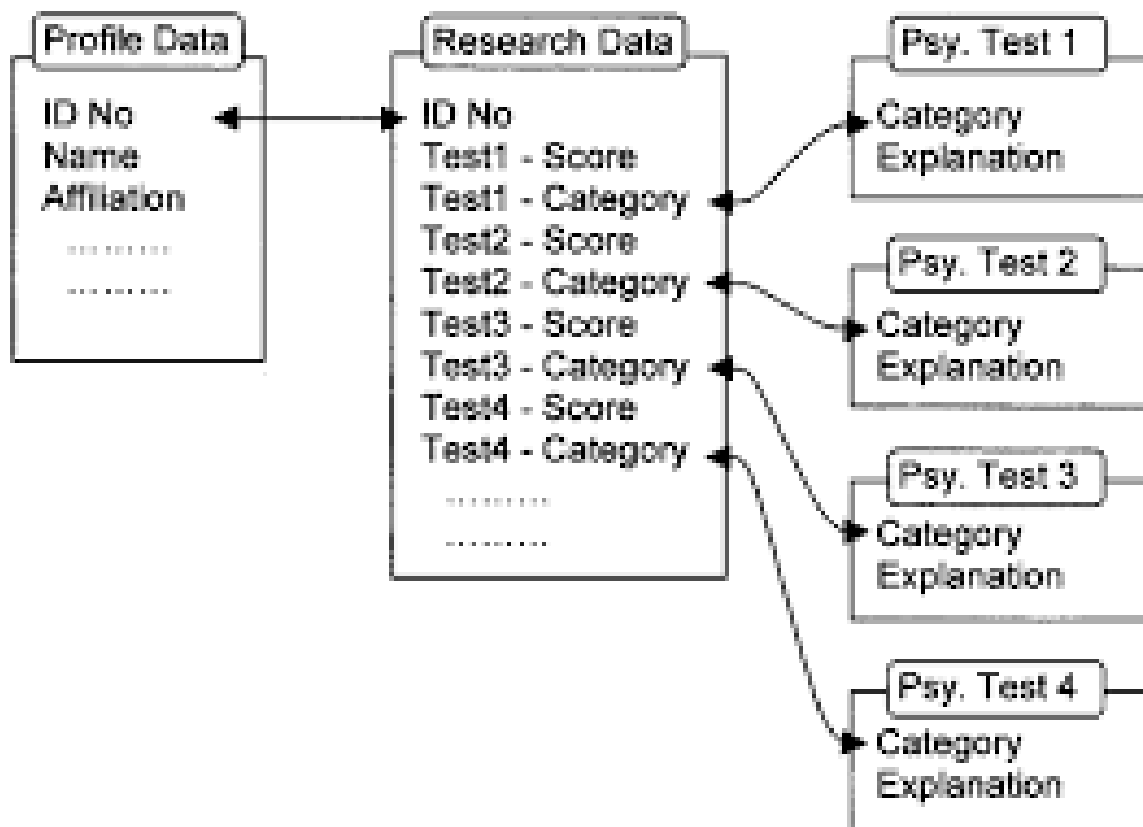 Profile Data
ID No
Name
Affiliation
..........
..........
Research Data
ID No
Test1 - Score
Test1 - Category
Test2 - Score
Test2 - Category
Test3 - Score
Test3 - Category
Test4 - Score
Test4 - Category
..........
..........
Psy. Test 1
Category
Explanation
Psy. Test 2
Category
Explanation
Psy. Test 3
Category
Explanation
Psy. Test 4
Category
Explanation